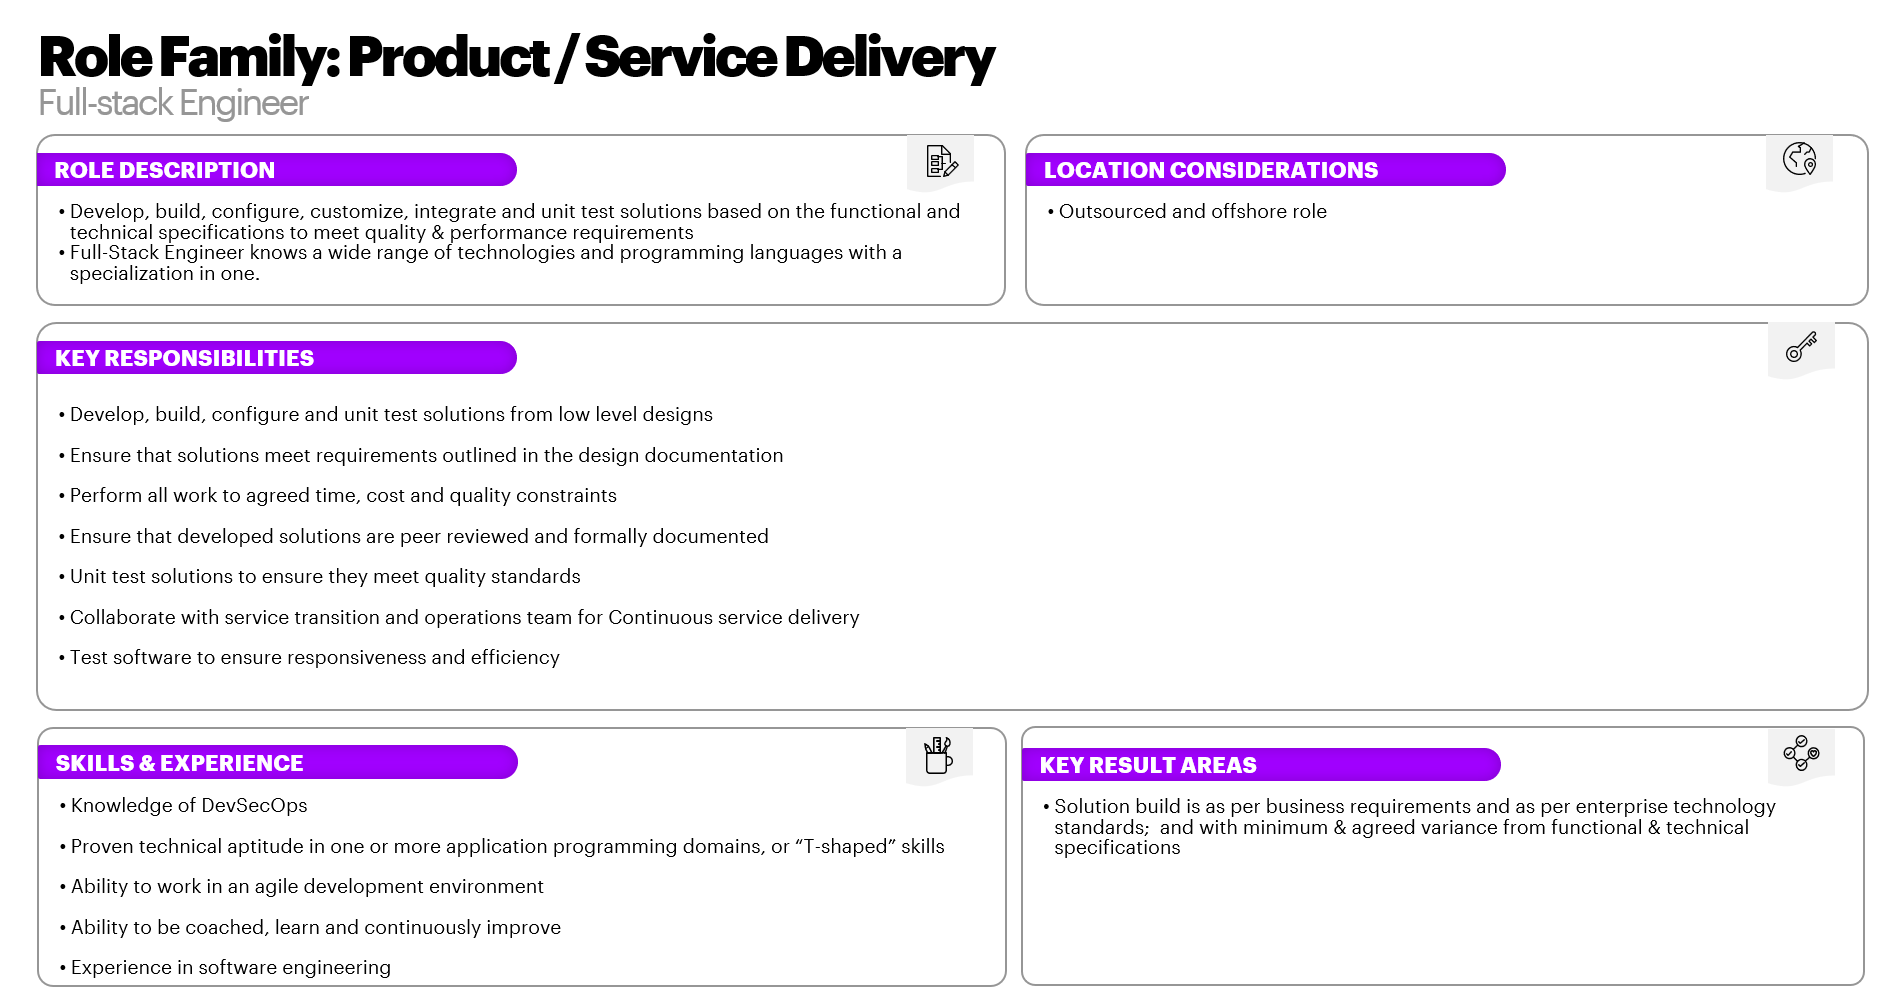 Role Family: Product / Service Delivery
Full-stack Engineer
ROLE DESCRIPTION
• Develop, build, configure, customize, integrate and unit test solutions based on the functional and
technical specifications to meet quality & performance requirements
• Full-Stack Engineer knows a wide range of technologies and programming languages with a
specialization in one.
LOCATION CONSIDERATIONS
• Outsourced and offshore role
KEY RESPONSIBILITIES
• Develop, build, configure and unit test solutions from low level designs
• Ensure that solutions meet requirements outlined in the design documentation
• Perform all work to agreed time, cost and quality constraints
• Ensure that developed solutions are peer reviewed and formally documented
• Unit test solutions to ensure they meet quality standards
• Collaborate with service transition and operations team for Continuous service delivery
• Test software to ensure responsiveness and efficiency
SKILLS & EXPERIENCE
• Knowledge of DevSecOps
• Proven technical aptitude in one or more application programming domains, or “T-shaped” skills
• Ability to work in an agile development environment
• Ability to be coached, learn and continuously improve
• Experience in software engineering
KEY RESULT AREAS
• Solution build is as per business requirements and as per enterprise technology
standards;  and with minimum & agreed variance from functional & technical
specifications